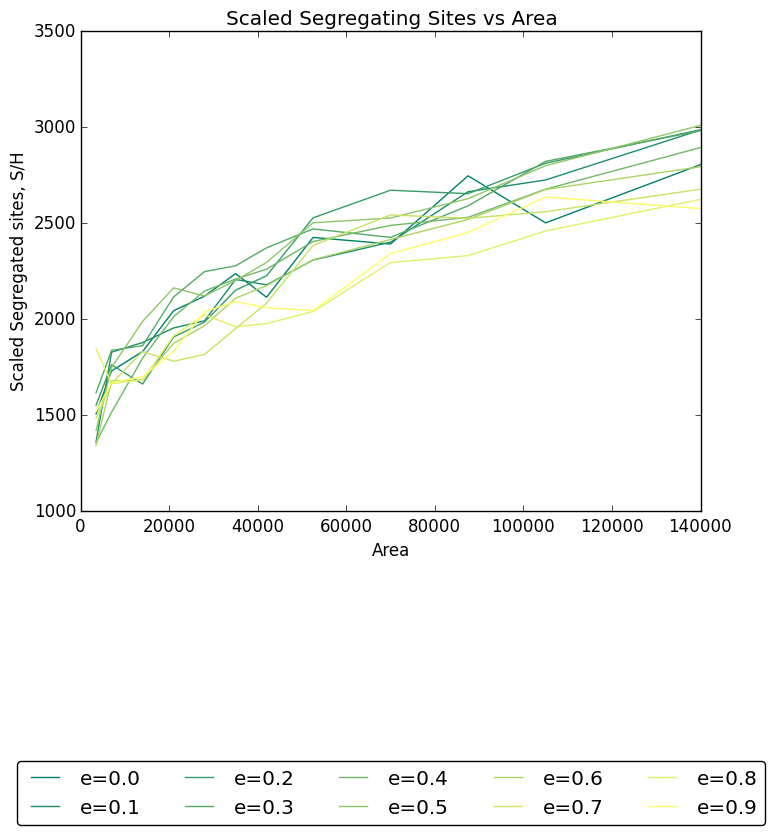 Scaled Segregating Sites vs Area
3500
3000
2500
2000
1500
1000
Scaled Segregated sites, S/H
0 20000 40000 60000 80000 100000 120000 140000
Area
e=0.0 e=0.2 e=0.4 e=0.6 e=0.8
e=0.1 e=0.3 e=0.5 e=0.7 e=0.9